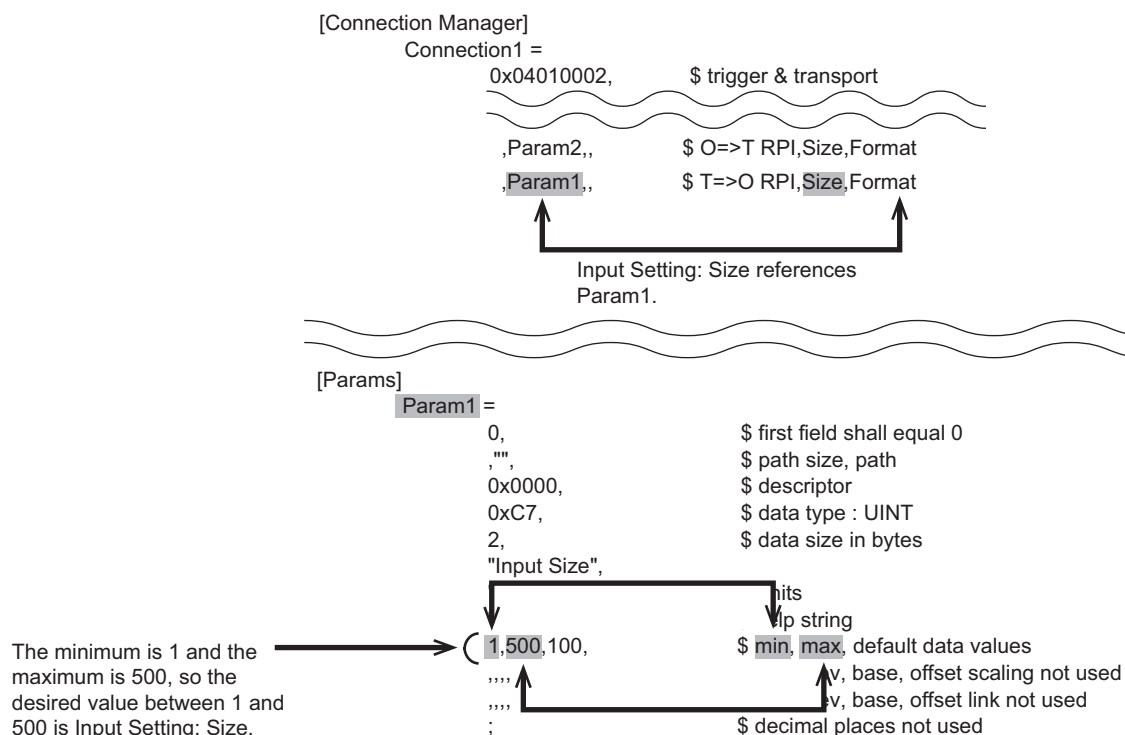 [Connection Manager]
Connection1 =
0x04010002, $ trigger & transport
,Param2,, $ O=>T RPI,Size,Format
,Param1,, $ T=>O RPI,Size,Format
Input Setting: Size references
Param1.
[Params]
Param1 =
0, $ first field shall equal 0
,"", $ path size, path
0x0000, $ descriptor
0xC7, $ data type : UINT
2, $ data size in bytes
"Input Size",
string
1,500,100, $ min, max, default data values
,,,, base, offset scaling not used
,,,, base, offset link not used
; $ decimal places not used
The minimum is 1 and the
maximum is 500, so the
desired value between 1 and
500 is Input Setting: Size.